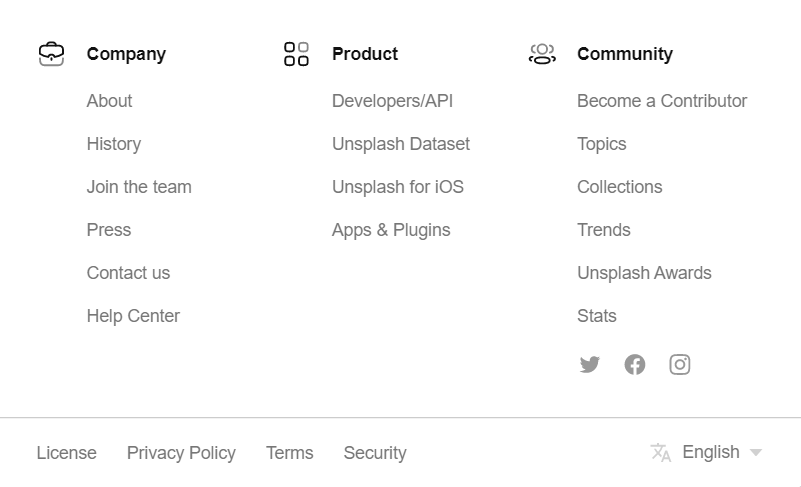 Company
About
History
Join the team
Press
Contact us
Help Center
Product
Developers/API
Unsplash Dataset
Unsplash for iOS
Apps & Plugins
Community
Become a Contributor
Topics
Collections
Trends
Unsplash Awards
Stats
License
Privacy Policy
Terms
Security
English